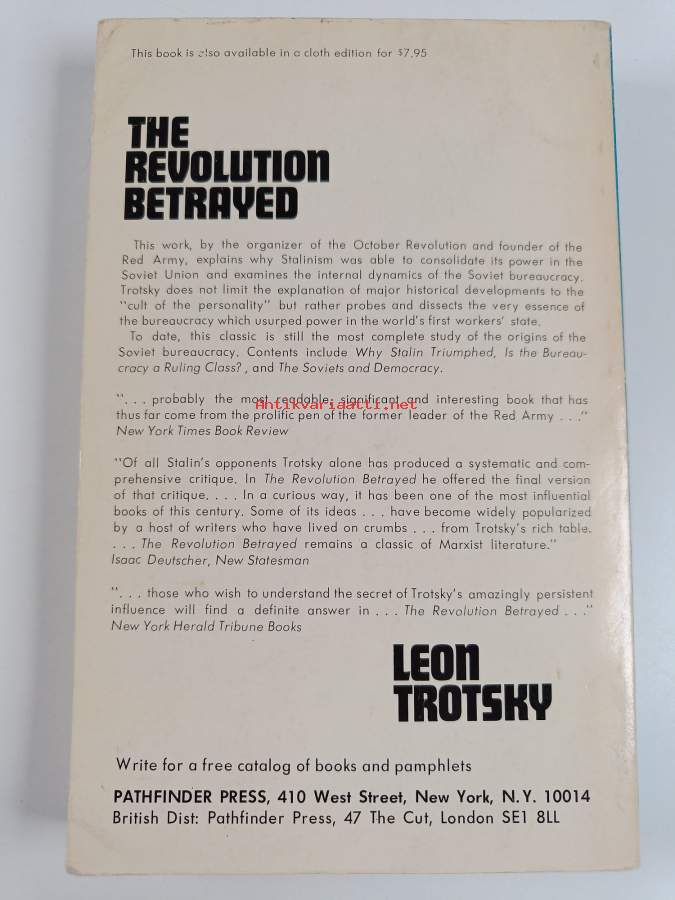 This book is also available in a cloth edition for $7.95
THE
REVOLUTION
BETRAYED
This work, by the organizer of the October Revolution and founder of the
Red Army, explains why Stalinism was able to consolidate its power in the
Soviet Union and examines the internal dynamics of the Soviet bureaucracy.
Trotsky does not limit the explanation of major historical developments to the
"cult of the personality" but rather probes and dissects the very essence of
the bureaucracy which usurped power in the world's first workers' state.
To date, this classic is still the most complete study of the origins of the
Soviet bureaucracy. Contents include Why Stalin Triumphed, Is the Bureau-
cracy a Ruling Class?, and The Soviets and Democracy.
". . . probably the most readable, significant and interesting book that has
Antikvariaatti.net
thus far come from the prolific pen of the former leader of the Red Army . . ."
New York Times Book Review
"Of all Stalin's opponents Trotsky alone has produced a systematic and com-
prehensive critique. In The Revolution Betrayed he offered the final version
of that critique. . . . In a curious way, it has been one of the most influential
books of this century. Some of its ideas . . . have become widely popularized
by a host of writers who have lived on crumbs . . . from Trotsky's rich table.
. . . The Revolution Betrayed remains a classic of Marxist literature."
Isaac Deutscher, New Statesman
". . . those who wish to understand the secret of Trotsky's amazingly persistent
influence will find a definite answer in . . . The Revolution Betrayed . . ."
New York Herald Tribune Books
LEON
TROTSKY
Write for a free catalog of books and pamphlets
PATHFINDER PRESS, 410 West Street, New York, N.Y. 10014
British Dist: Pathfinder Press, 47 The Cut, London SE1 8LL